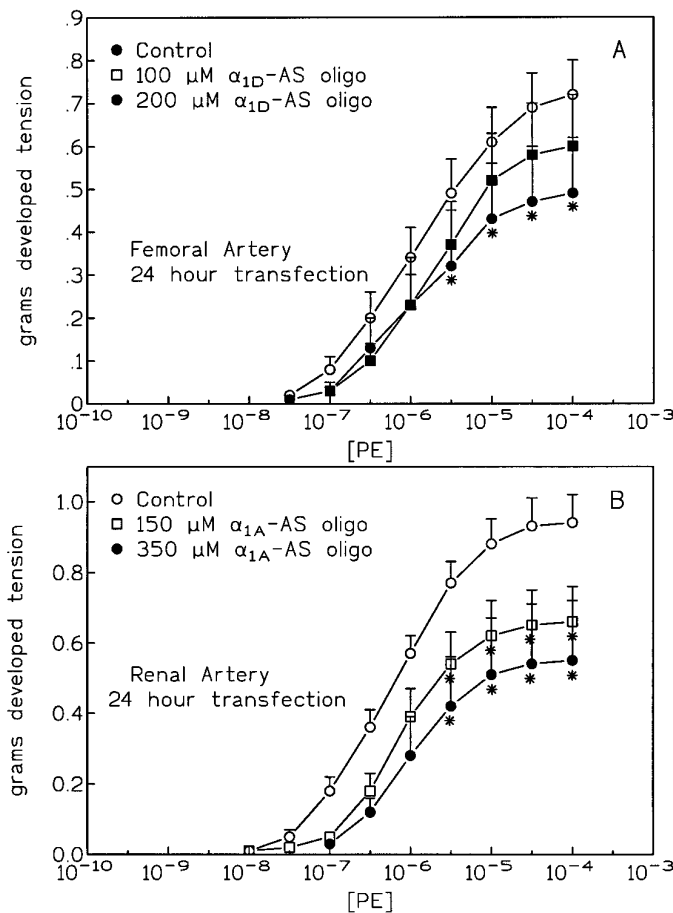 A
● Control
□ 100 μM α1D-AS oligo
● 200 μM α1D-AS oligo
grams developed tension
.8
.7
.6
.5
.4
.3
.2
.1
0
Femoral Artery
24 hour transfection
* * * *
10-10 10-9 10-8 10-7 10-6 10-5 10-4 10-3
[PE]
B
○ Control
□ 150 μM α1A-AS oligo
● 350 μM α1A-AS oligo
grams developed tension
1.0
0.8
0.6
0.4
0.2
0.0
Renal Artery
24 hour transfection
* * * *
* * * *
10-10 10-9 10-8 10-7 10-6 10-5 10-4 10-3
[PE]